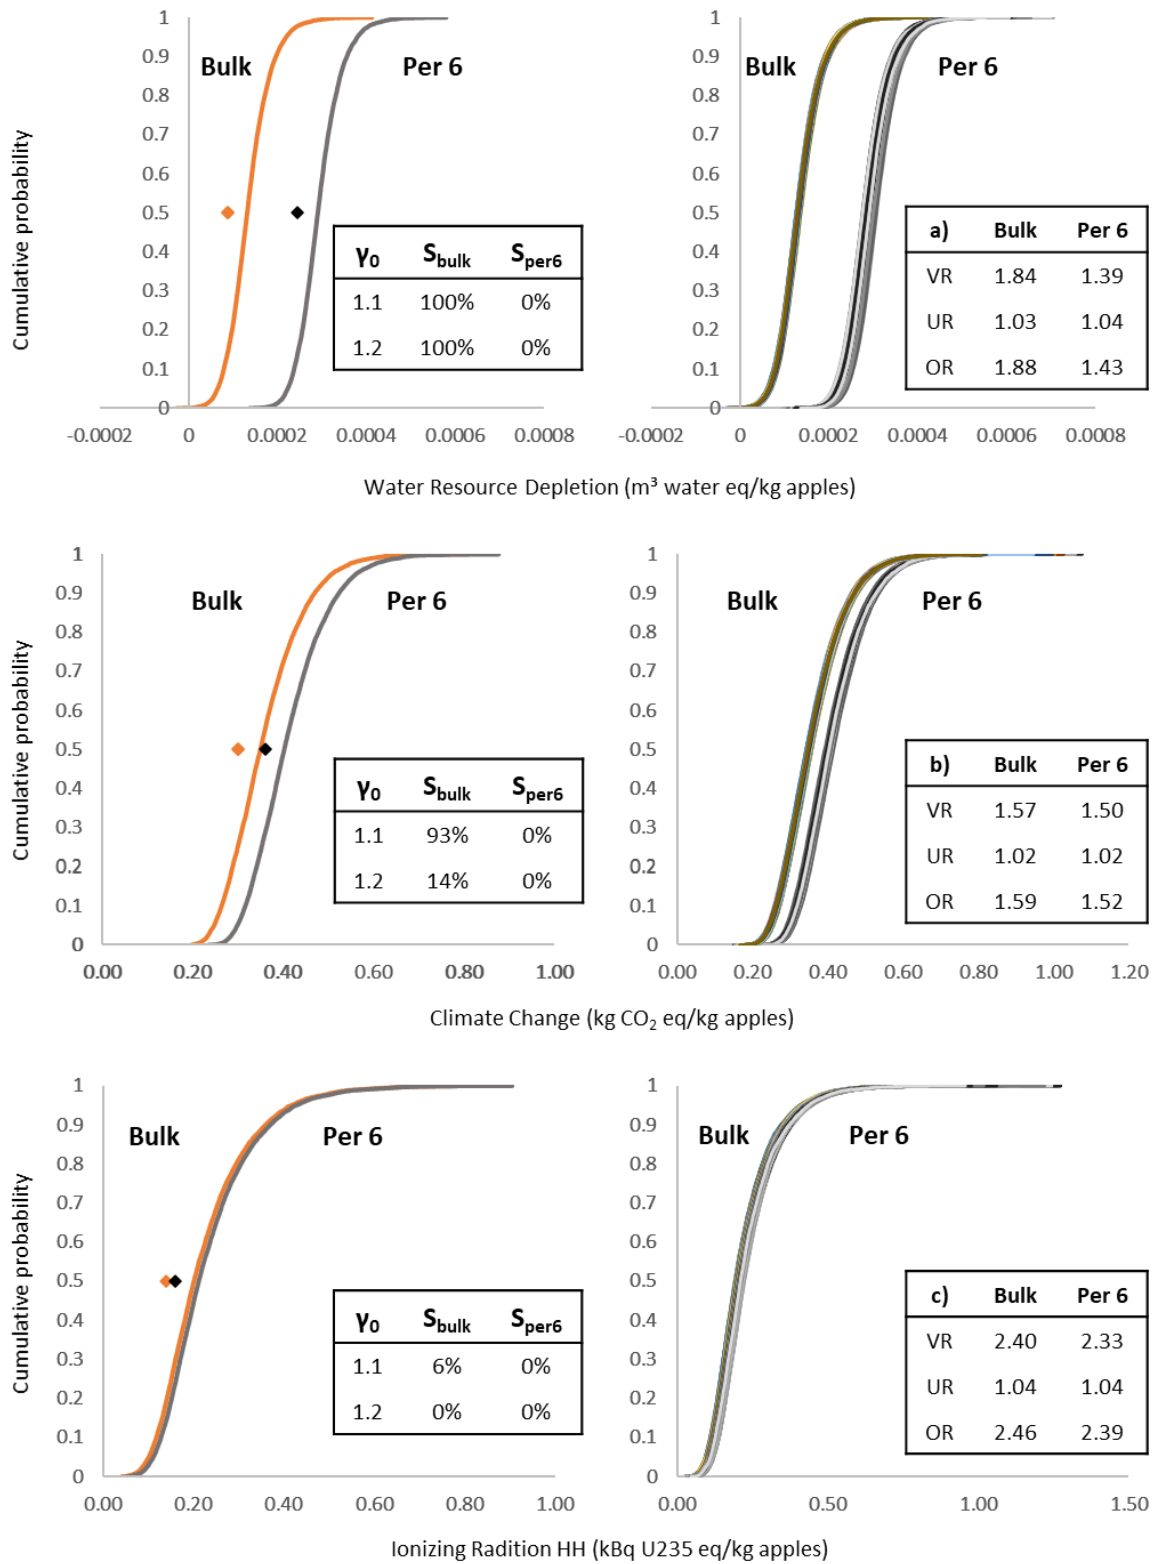 Cumulative probability
1
0.9
0.8
0.7
0.6
0.5
0.4
0.3
0.2
0.1
0
-0.0002 0 0.0002 0.0004 0.0006 0.0008
Bulk
Per 6
γ0 Sbulk Sper6
1.1 100% 0%
1.2 100% 0%
1
0.9
0.8
0.7
0.6
0.5
0.4
0.3
0.2
0.1
0
-0.0002 0 0.0002 0.0004 0.0006 0.0008
Bulk
Per 6
a) Bulk Per 6
VR 1.84 1.39
UR 1.03 1.04
OR 1.88 1.43
Water Resource Depletion (m³ water eq/kg apples)
Cumulative probability
1
0.9
0.8
0.7
0.6
0.5
0.4
0.3
0.2
0.1
0
0.00 0.20 0.40 0.60 0.80 1.00
Bulk
Per 6
γ0 Sbulk Sper6
1.1 93% 0%
1.2 14% 0%
1
0.9
0.8
0.7
0.6
0.5
0.4
0.3
0.2
0.1
0
0.00 0.20 0.40 0.60 0.80 1.00 1.20
Bulk
Per 6
b) Bulk Per 6
VR 1.57 1.50
UR 1.02 1.02
OR 1.59 1.52
Climate Change (kg CO2 eq/kg apples)
Cumulative probability
1
0.9
0.8
0.7
0.6
0.5
0.4
0.3
0.2
0.1
0
0.00 0.20 0.40 0.60 0.80 1.00
Bulk
Per 6
γ0 Sbulk Sper6
1.1 6% 0%
1.2 0% 0%
1
0.9
0.8
0.7
0.6
0.5
0.4
0.3
0.2
0.1
0
0.00 0.50 1.00 1.50
Bulk
Per 6
c) Bulk Per 6
VR 2.40 2.33
UR 1.04 1.04
OR 2.46 2.39
Ionizing Radition HH (kBq U235 eq/kg apples)